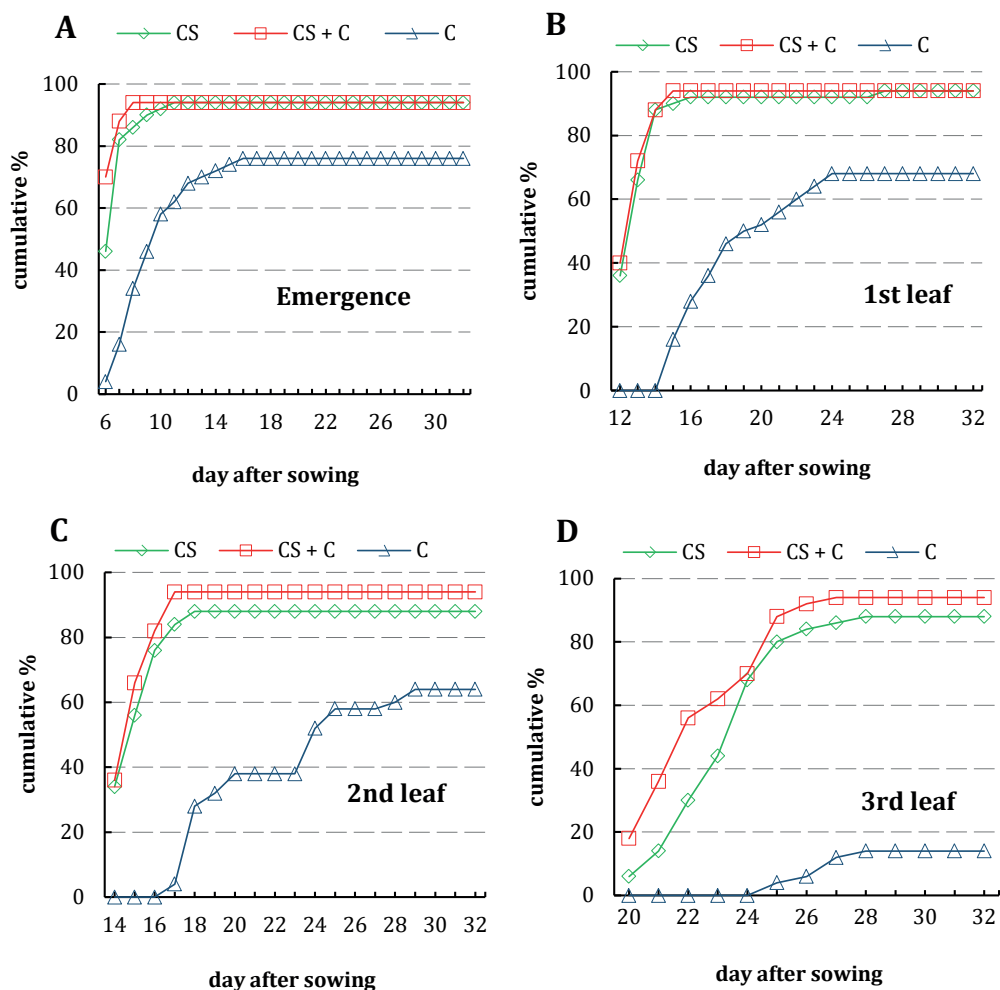 A
CS CS + C C
100
80
60
40
20
0
cumulative %
Emergence
6 10 14 18 22 26 30
day after sowing
B
CS CS + C C
100
80
60
40
20
0
cumulative %
1st leaf
12 16 20 24 28 32
day after sowing
C
CS CS + C C
100
80
60
40
20
0
cumulative %
2nd leaf
14 16 18 20 22 24 26 28 30 32
day after sowing
D
CS CS + C C
100
80
60
40
20
0
cumulative %
3rd leaf
20 22 24 26 28 30 32
day after sowing